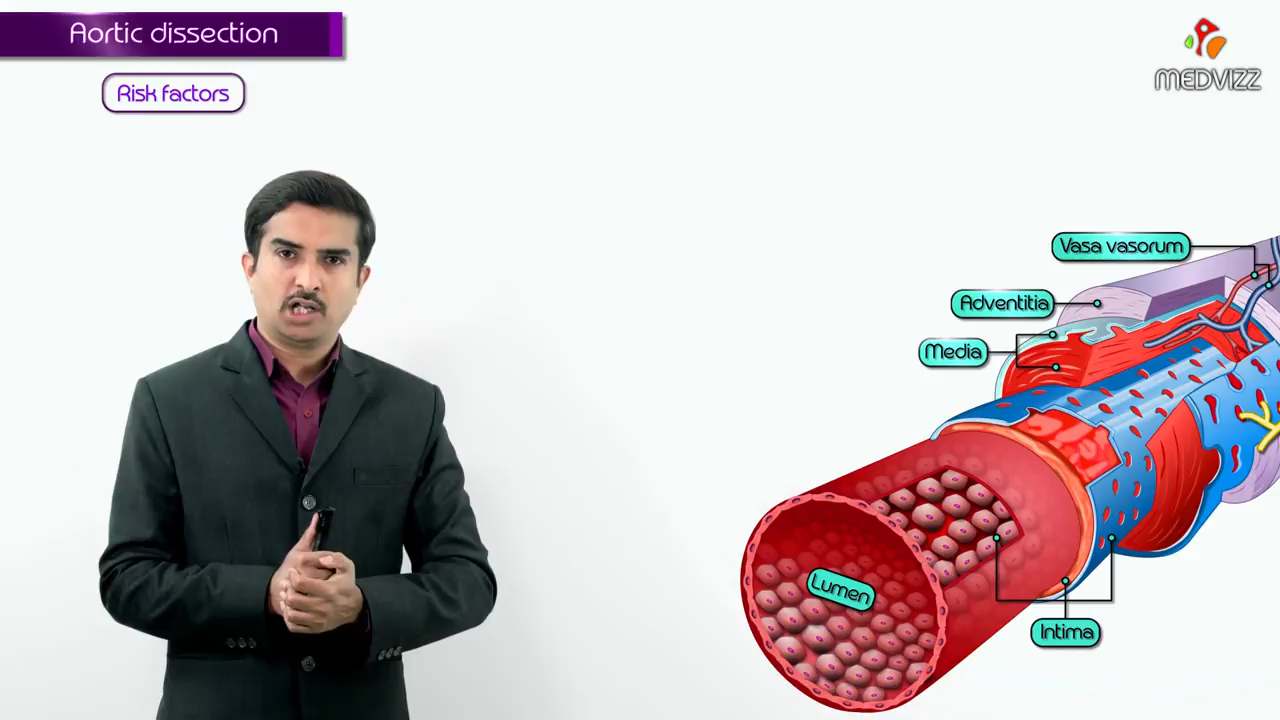 Aortic dissection
Risk factors
MEDVIZZ
Vasa vasorum
Adventitia
Media
Lumen
Intima